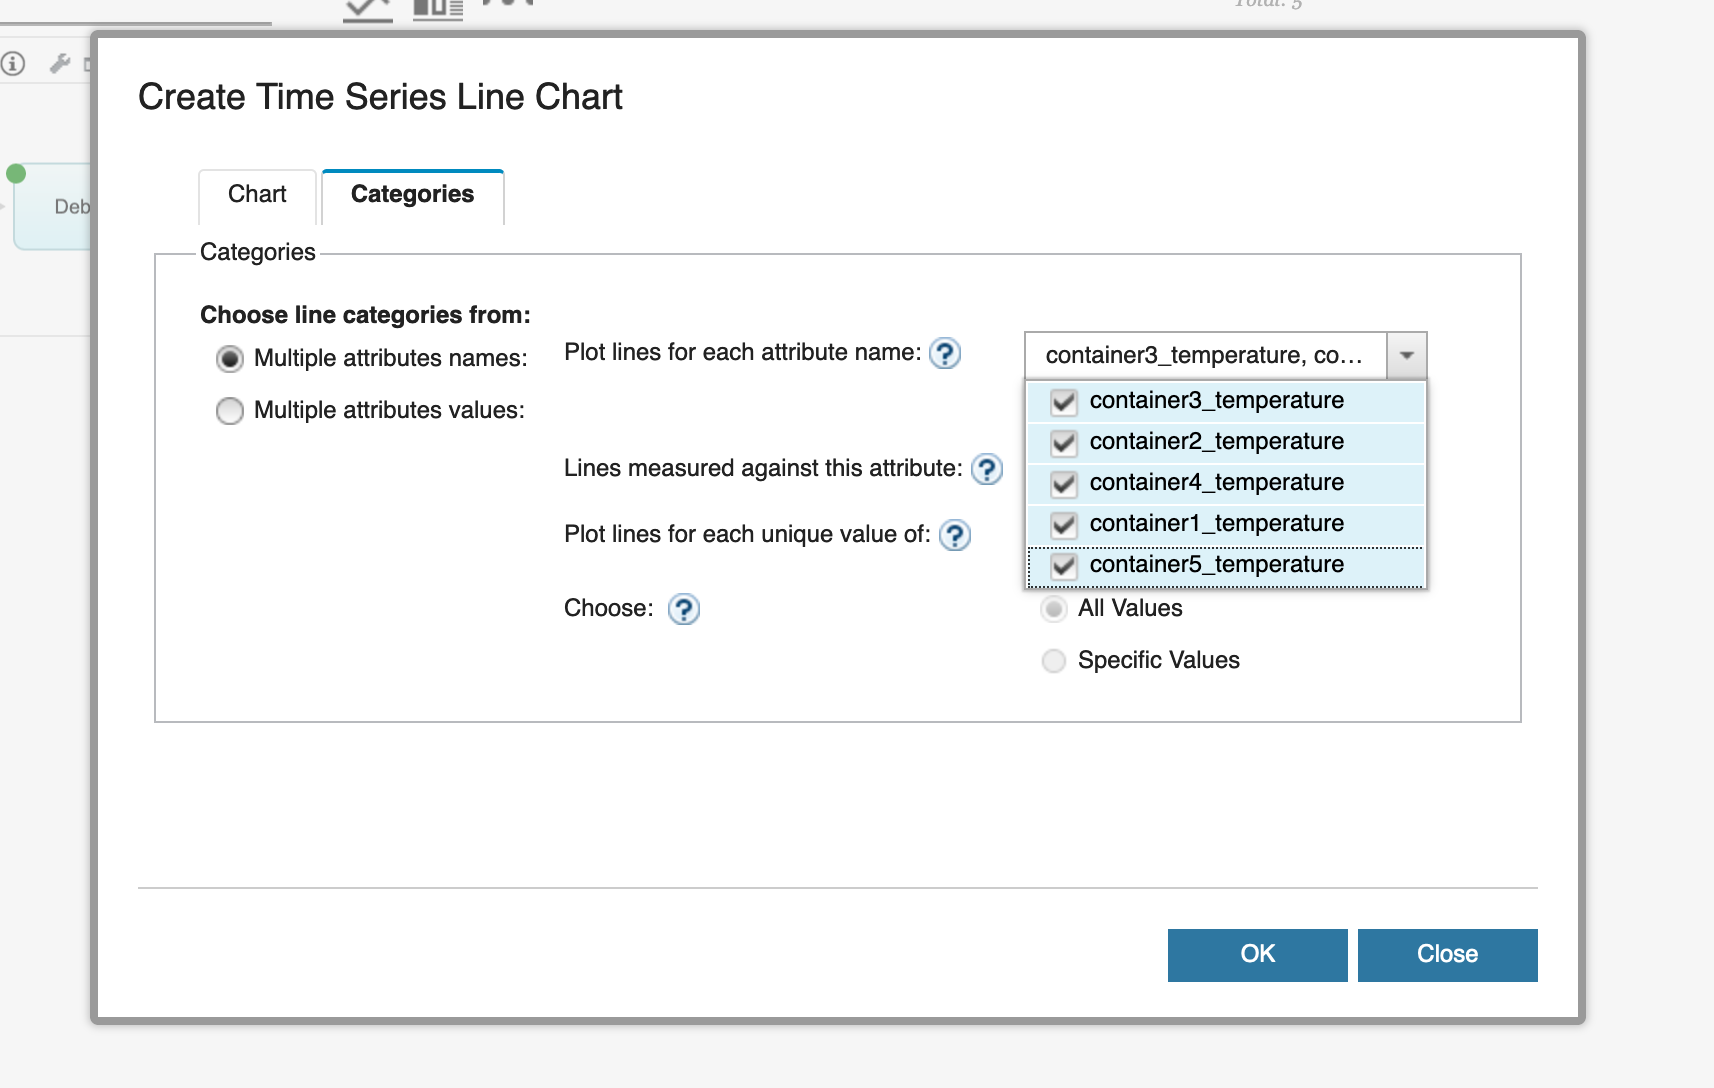 Total: 5
Deb
Create Time Series Line Chart
Chart
Categories
Categories
Choose line categories from:
Multiple attributes names:
Multiple attributes values:
Plot lines for each attribute name: ?
container3_temperature, co...
container3_temperature
container2_temperature
container4_temperature
container1_temperature
container5_temperature
Lines measured against this attribute: ?
Plot lines for each unique value of: ?
Choose: ?
All Values
Specific Values
OK
Close